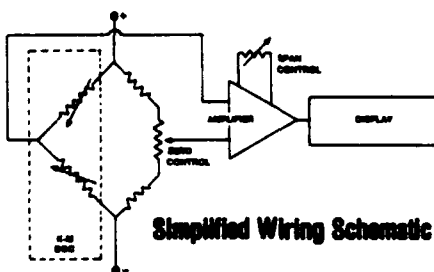 +
SPAN
CONTROL
AMPLIFIER
DISPLAY
ZERO
CONTROL
Simplified Wiring Schematic